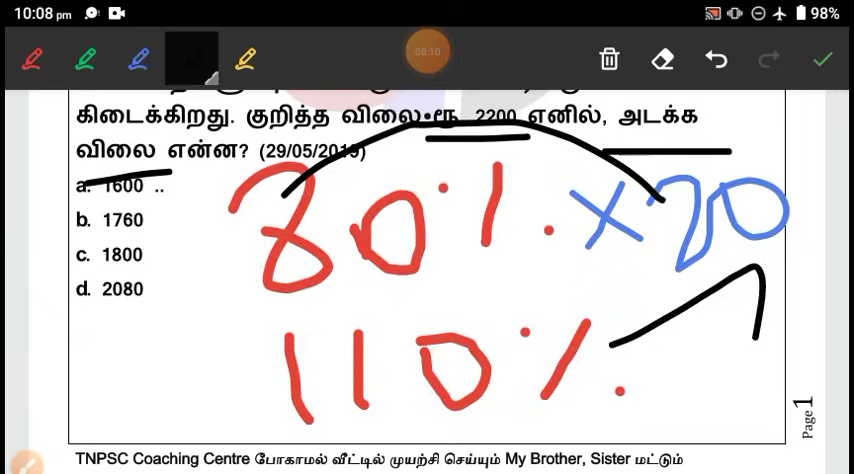 10:08 pm 98%
08:10
கிடைக்கிறது. குறித்த விலை ரூ 2200 எனில், அடக்க
விலை என்ன? (29/05/2019)
a. 1600 ..
b. 1760
c. 1800
d. 2080
80% × 20
110%
Page 1
TNPSC Coaching Centre போகாமல் வீட்டில் முயற்சி செய்யும் My Brother, Sister மட்டும்